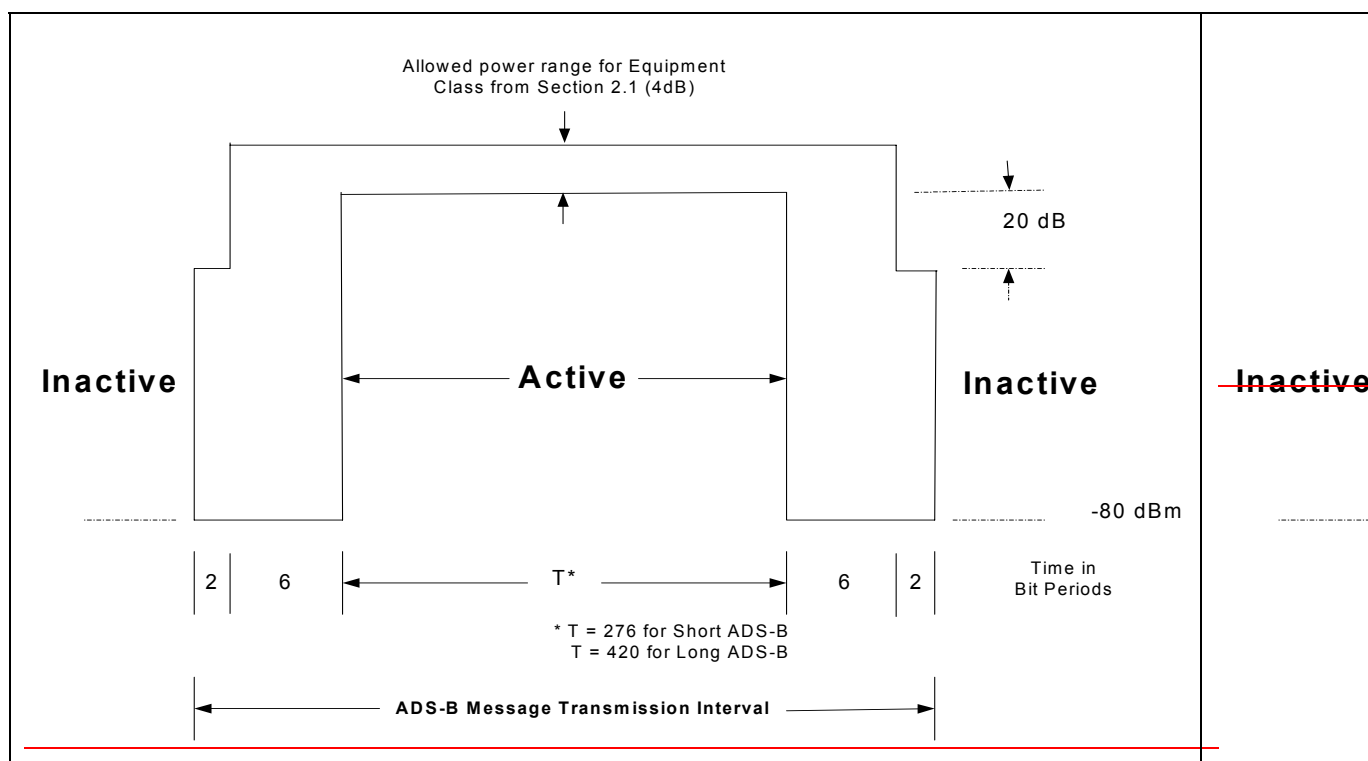 Allowed power range for Equipment
Class from Section 2.1 (4dB)
20 dB
Inactive
Active
Inactive
Inactive
-80 dBm
2
6
T*
6
2
Time in
Bit Periods
* T = 276 for Short ADS-B
T = 420 for Long ADS-B
ADS-B Message Transmission Interval